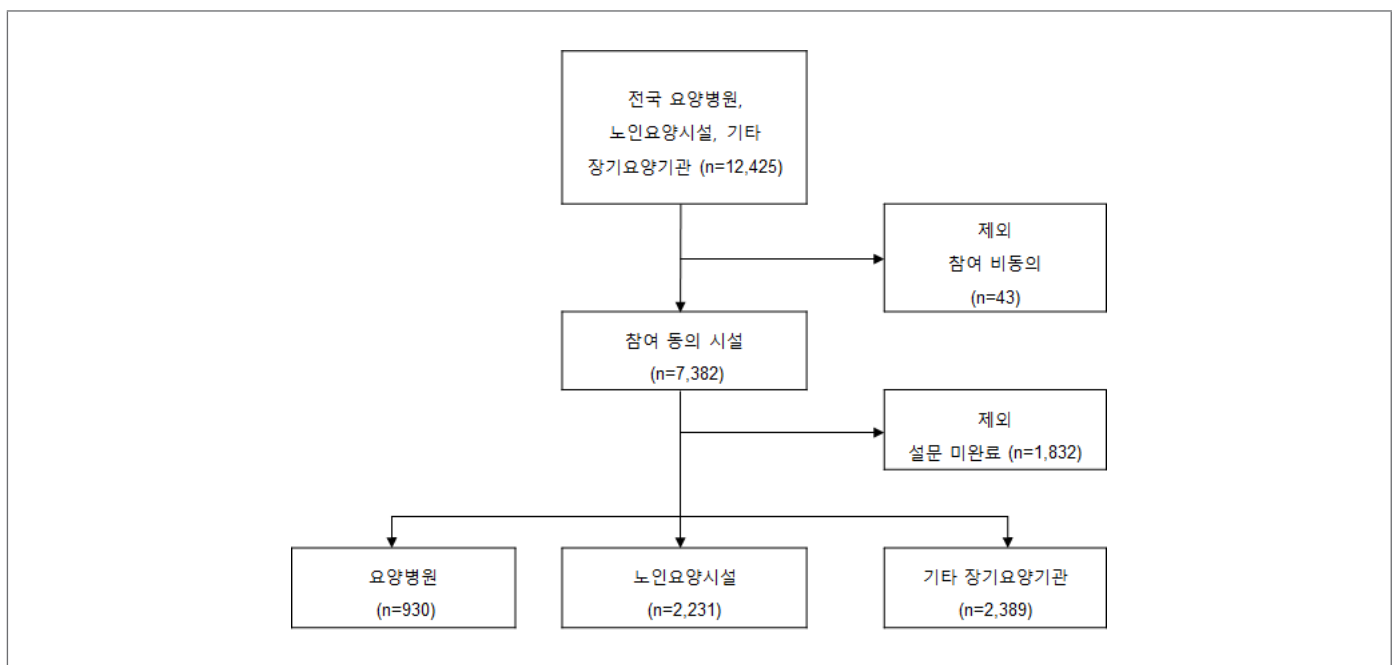 전국 요양병원,
노인요양시설, 기타
장기요양기관 (n=12,425)
제외
참여 비동의
(n=43)
참여 동의 시설
(n=7,382)
제외
설문 미완료 (n=1,832)
요양병원
(n=930)
노인요양시설
(n=2,231)
기타 장기요양기관
(n=2,389)